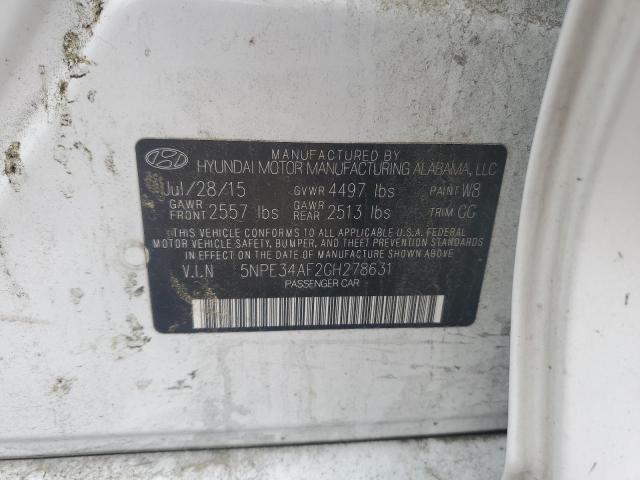 MANUFACTURED BY
HYUNDAI MOTOR MANUFACTURING ALABAMA, LLC
Jul/28/15 GVWR 4497 lbs PAINT W8
GAWR FRONT 2557 lbs GAWR REAR 2513 lbs TRIM GG
THIS VEHICLE CONFORMS TO ALL APPLICABLE U.S.A FEDERAL
MOTOR VEHICLE SAFETY, BUMPER, AND THEFT PREVENTION STANDARDS
IN EFFECT ON THE DATE OF MANUFACTURE SHOWN ABOVE
V.I.N 5NPE34AF2GH278631
PASSENGER CAR